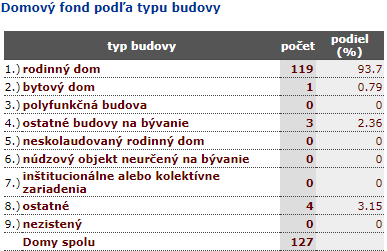 Domový fond podľa typu budovy
typ budovy počet podiel (%)
1.) rodinný dom 119 93.7
2.) bytový dom 1 0.79
3.) polyfunkčná budova 0 0
4.) ostatné budovy na bývanie 3 2.36
5.) neskolaudovaný rodinný dom 0 0
6.) núdzový objekt neurčený na bývanie 0 0
7.) inštitucionálne alebo kolektívne
zariadenia 0 0
8.) ostatné 4 3.15
9.) nezistený 0 0
Domy spolu 127